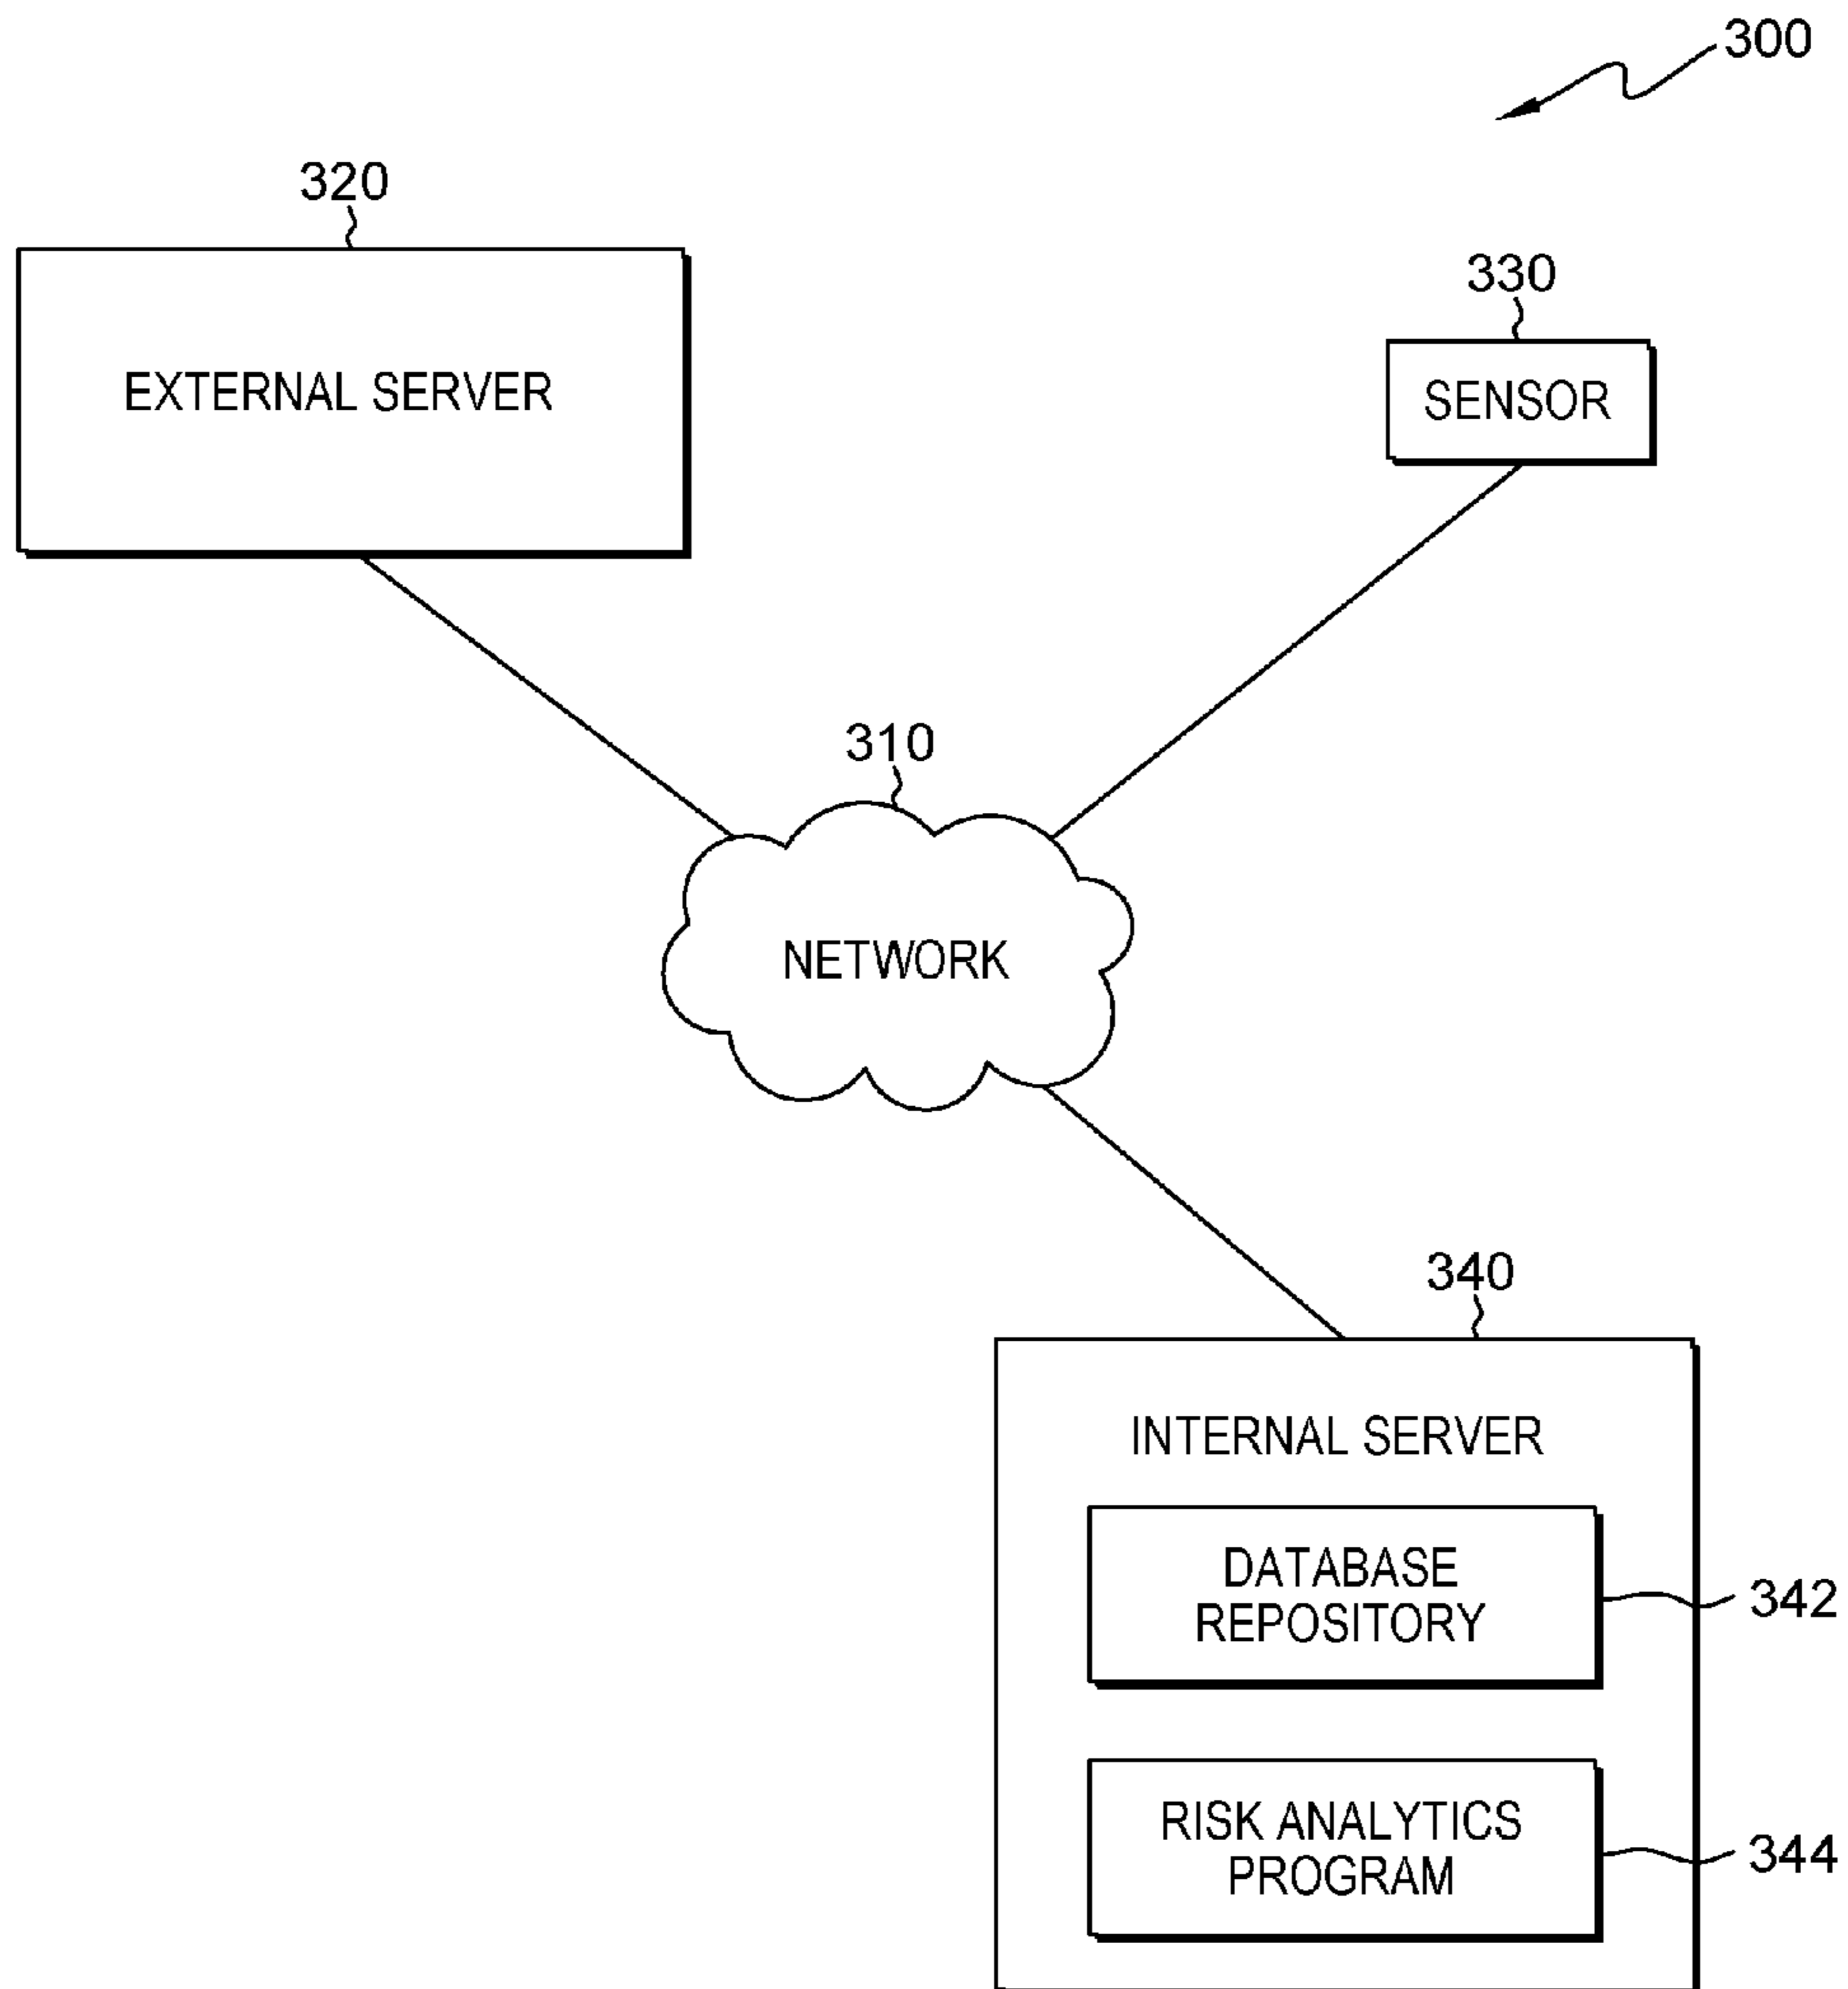 300
320
EXTERNAL SERVER
330
SENSOR
310
NETWORK
340
INTERNAL SERVER
DATABASE
REPOSITORY
342
RISK ANALYTICS
PROGRAM
344